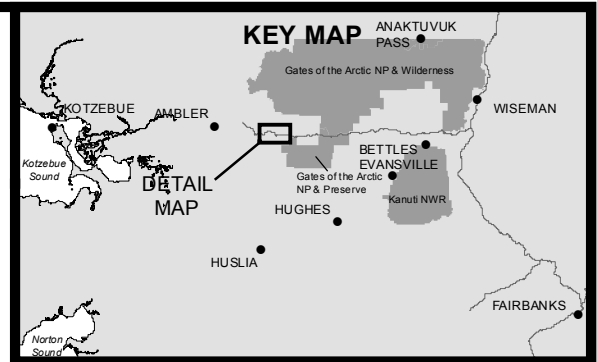 KEY MAP
ANAKTUVUK
PASS
Gates of the Arctic NP & Wilderness
KOTZEBUE
AMBLER
WISEMAN
Kotzebue
Sound
BETTLES
EVANSVILLE
DETAIL
MAP
Gates of the Arctic
NP & Preserve
Kanuti NWR
HUGHES
HUSLIA
FAIRBANKS
Norton
Sound